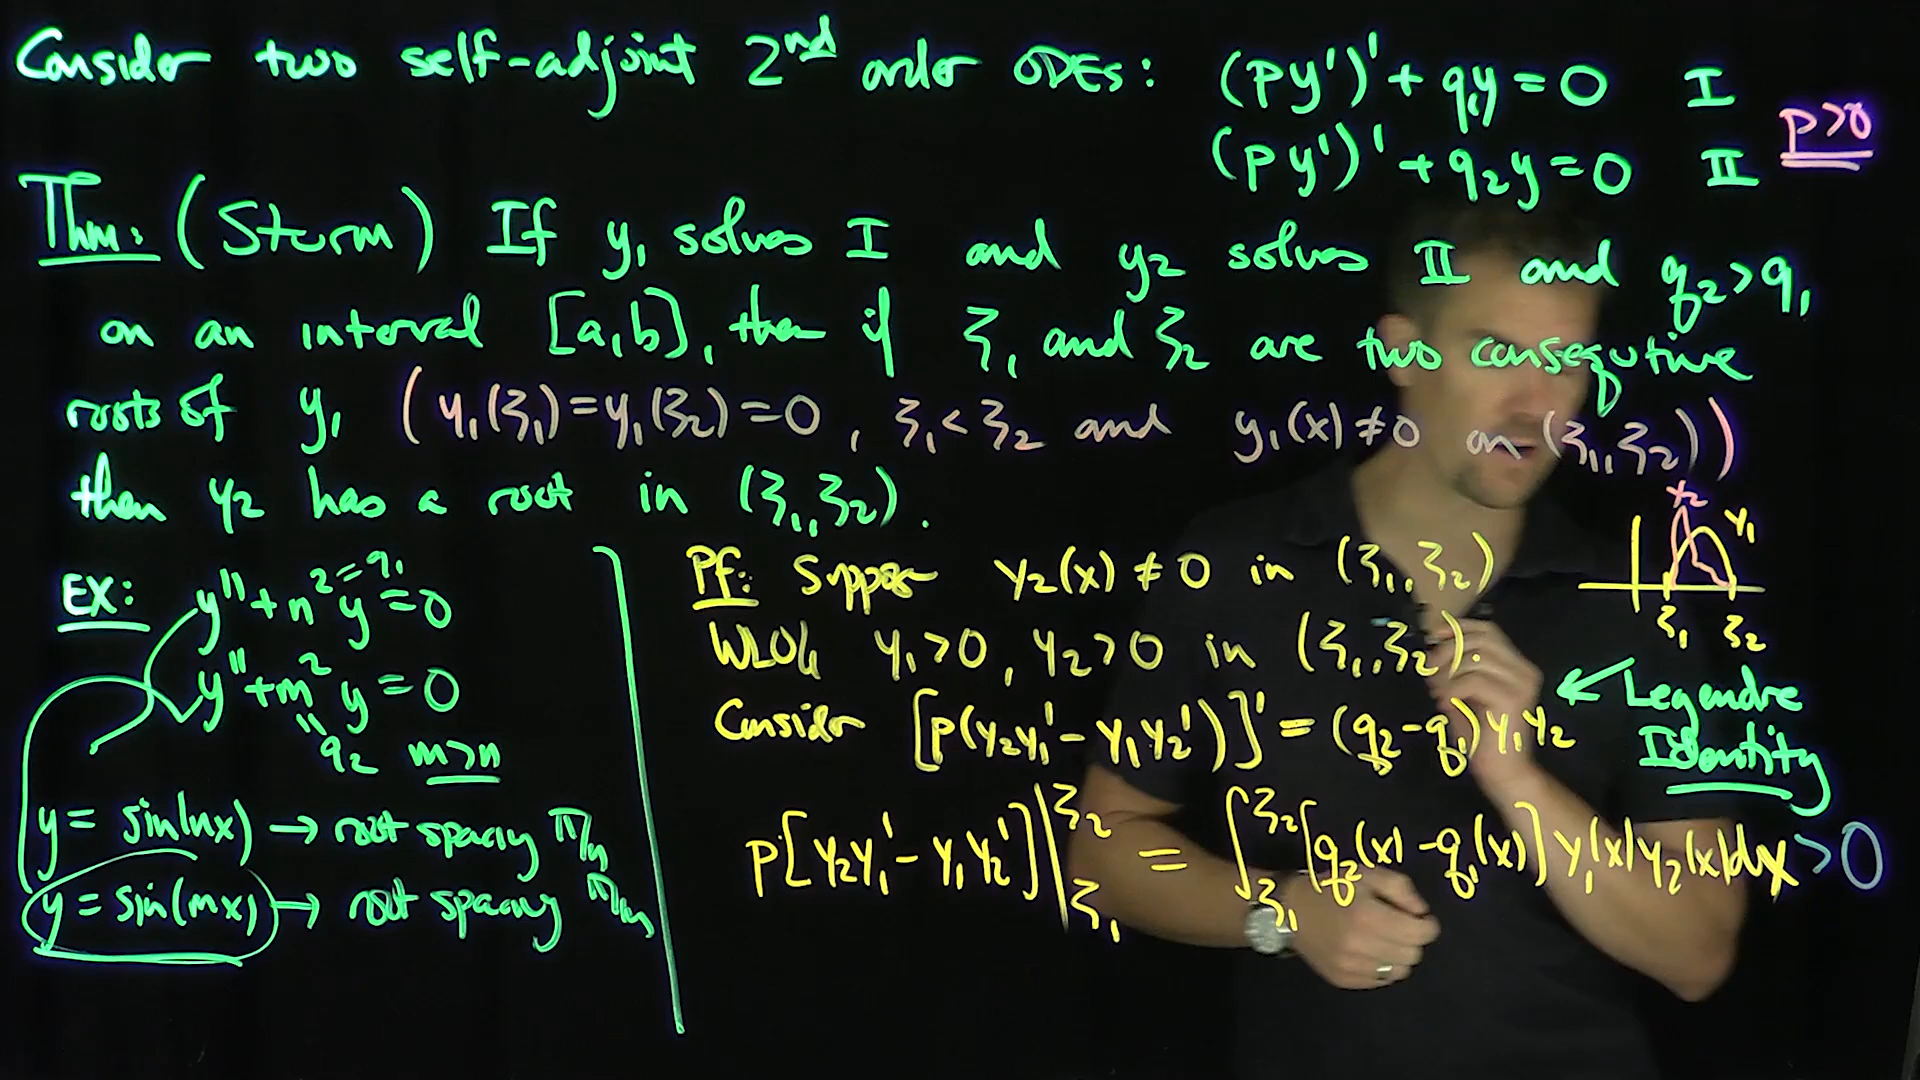 Consider two self-adjoint 2nd order ODEs: (py')' + q₁y = 0 I
(py')' + q₂y = 0 II
p>0
Thm: (Sturm) If y₁ solves I and y₂ solves II and q₂>q₁
on an interval [a,b], then if ξ₁ and ξ₂ are two consequtive
roots of y₁ (y₁(ξ₁)=y₁(ξ₂)=0, ξ₁<ξ₂ and y₁(x)≠0 on (ξ₁,ξ₂))
then y₂ has a root in (ξ₁,ξ₂).
EX: y''+n²y=0
=q₁
y''+m²y=0
" q₂ m>n
y= sin(nx) → root spacing π/n
y=sin(mx) → root spacing π/m
Pf: Suppose y₂(x)≠0 in (ξ₁,ξ₂)
WLOG y₁>0, y₂>0 in (ξ₁,ξ₂).
Consider [p(y₂y₁'-y₁y₂')]' = (q₂-q₁)y₁y₂
p[y₂y₁'-y₁y₂']|_{ξ₁}^{ξ₂} = ∫_{ξ₁}^{ξ₂}[q₂(x)-q₁(x)]y₁(x)y₂(x)dx>0
y₂
y₁
ξ₁ ξ₂
← Legendre
Identity